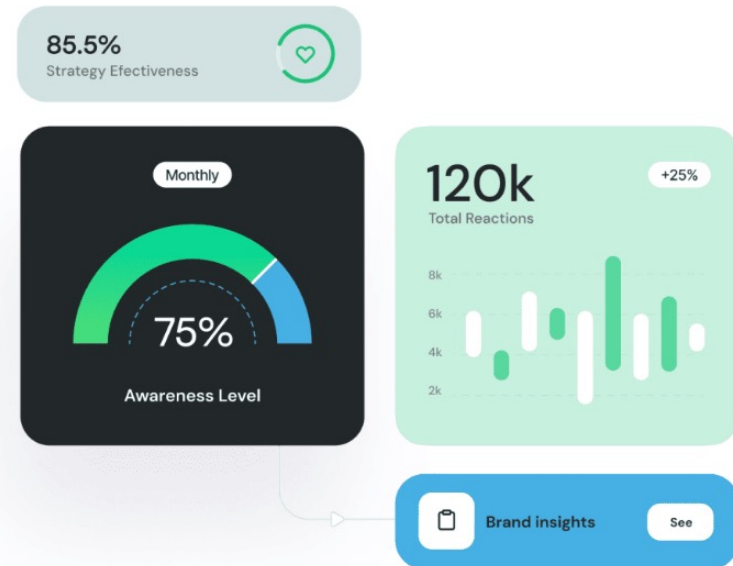 85.5%
Strategy Efectiveness
Monthly
75%
Awareness Level
120k
+25%
Total Reactions
8k
6k
4k
2k
Brand insights
See